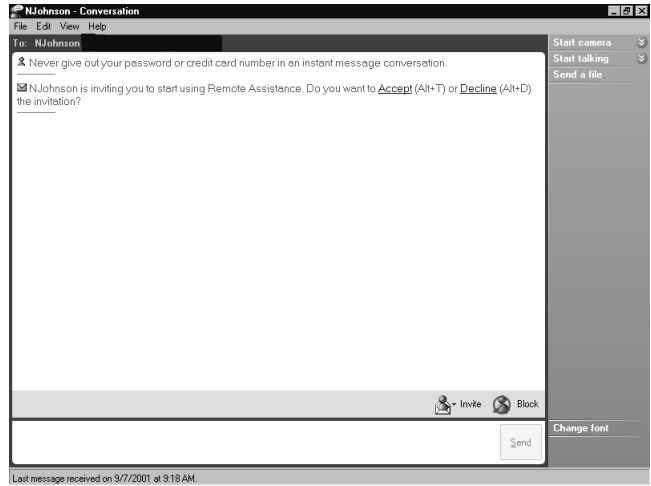 NJohnson - Conversation
File Edit View Help
To: NJohnson
Start camera
Start talking
Send a file
Never give out your password or credit card number in an instant message conversation.
NJohnson is inviting you to start using Remote Assistance. Do you want to Accept (Alt+T) or Decline (Alt+D)
the invitation?
Invite Block
Change font
Send
Last message received on 9/7/2001 at 9:18 AM.